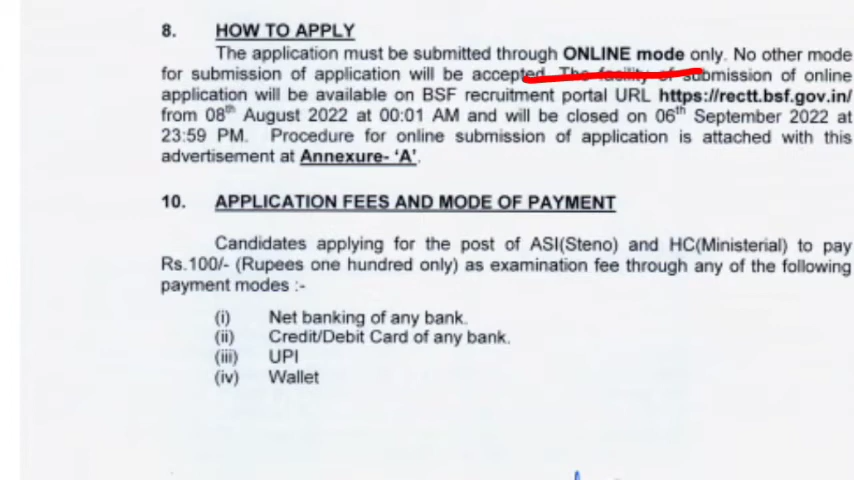 8. HOW TO APPLY
The application must be submitted through ONLINE mode only. No other mode
for submission of application will be accepted. The facility of submission of online
application will be available on BSF recruitment portal URL https://rectt.bsf.gov.in/
from 08th August 2022 at 00:01 AM and will be closed on 06th September 2022 at
23:59 PM. Procedure for online submission of application is attached with this
advertisement at Annexure- 'A'.
10. APPLICATION FEES AND MODE OF PAYMENT
Candidates applying for the post of ASI(Steno) and HC(Ministerial) to pay
Rs.100/- (Rupees one hundred only) as examination fee through any of the following
payment modes :-
(i) Net banking of any bank.
(ii) Credit/Debit Card of any bank.
(iii) UPI
(iv) Wallet